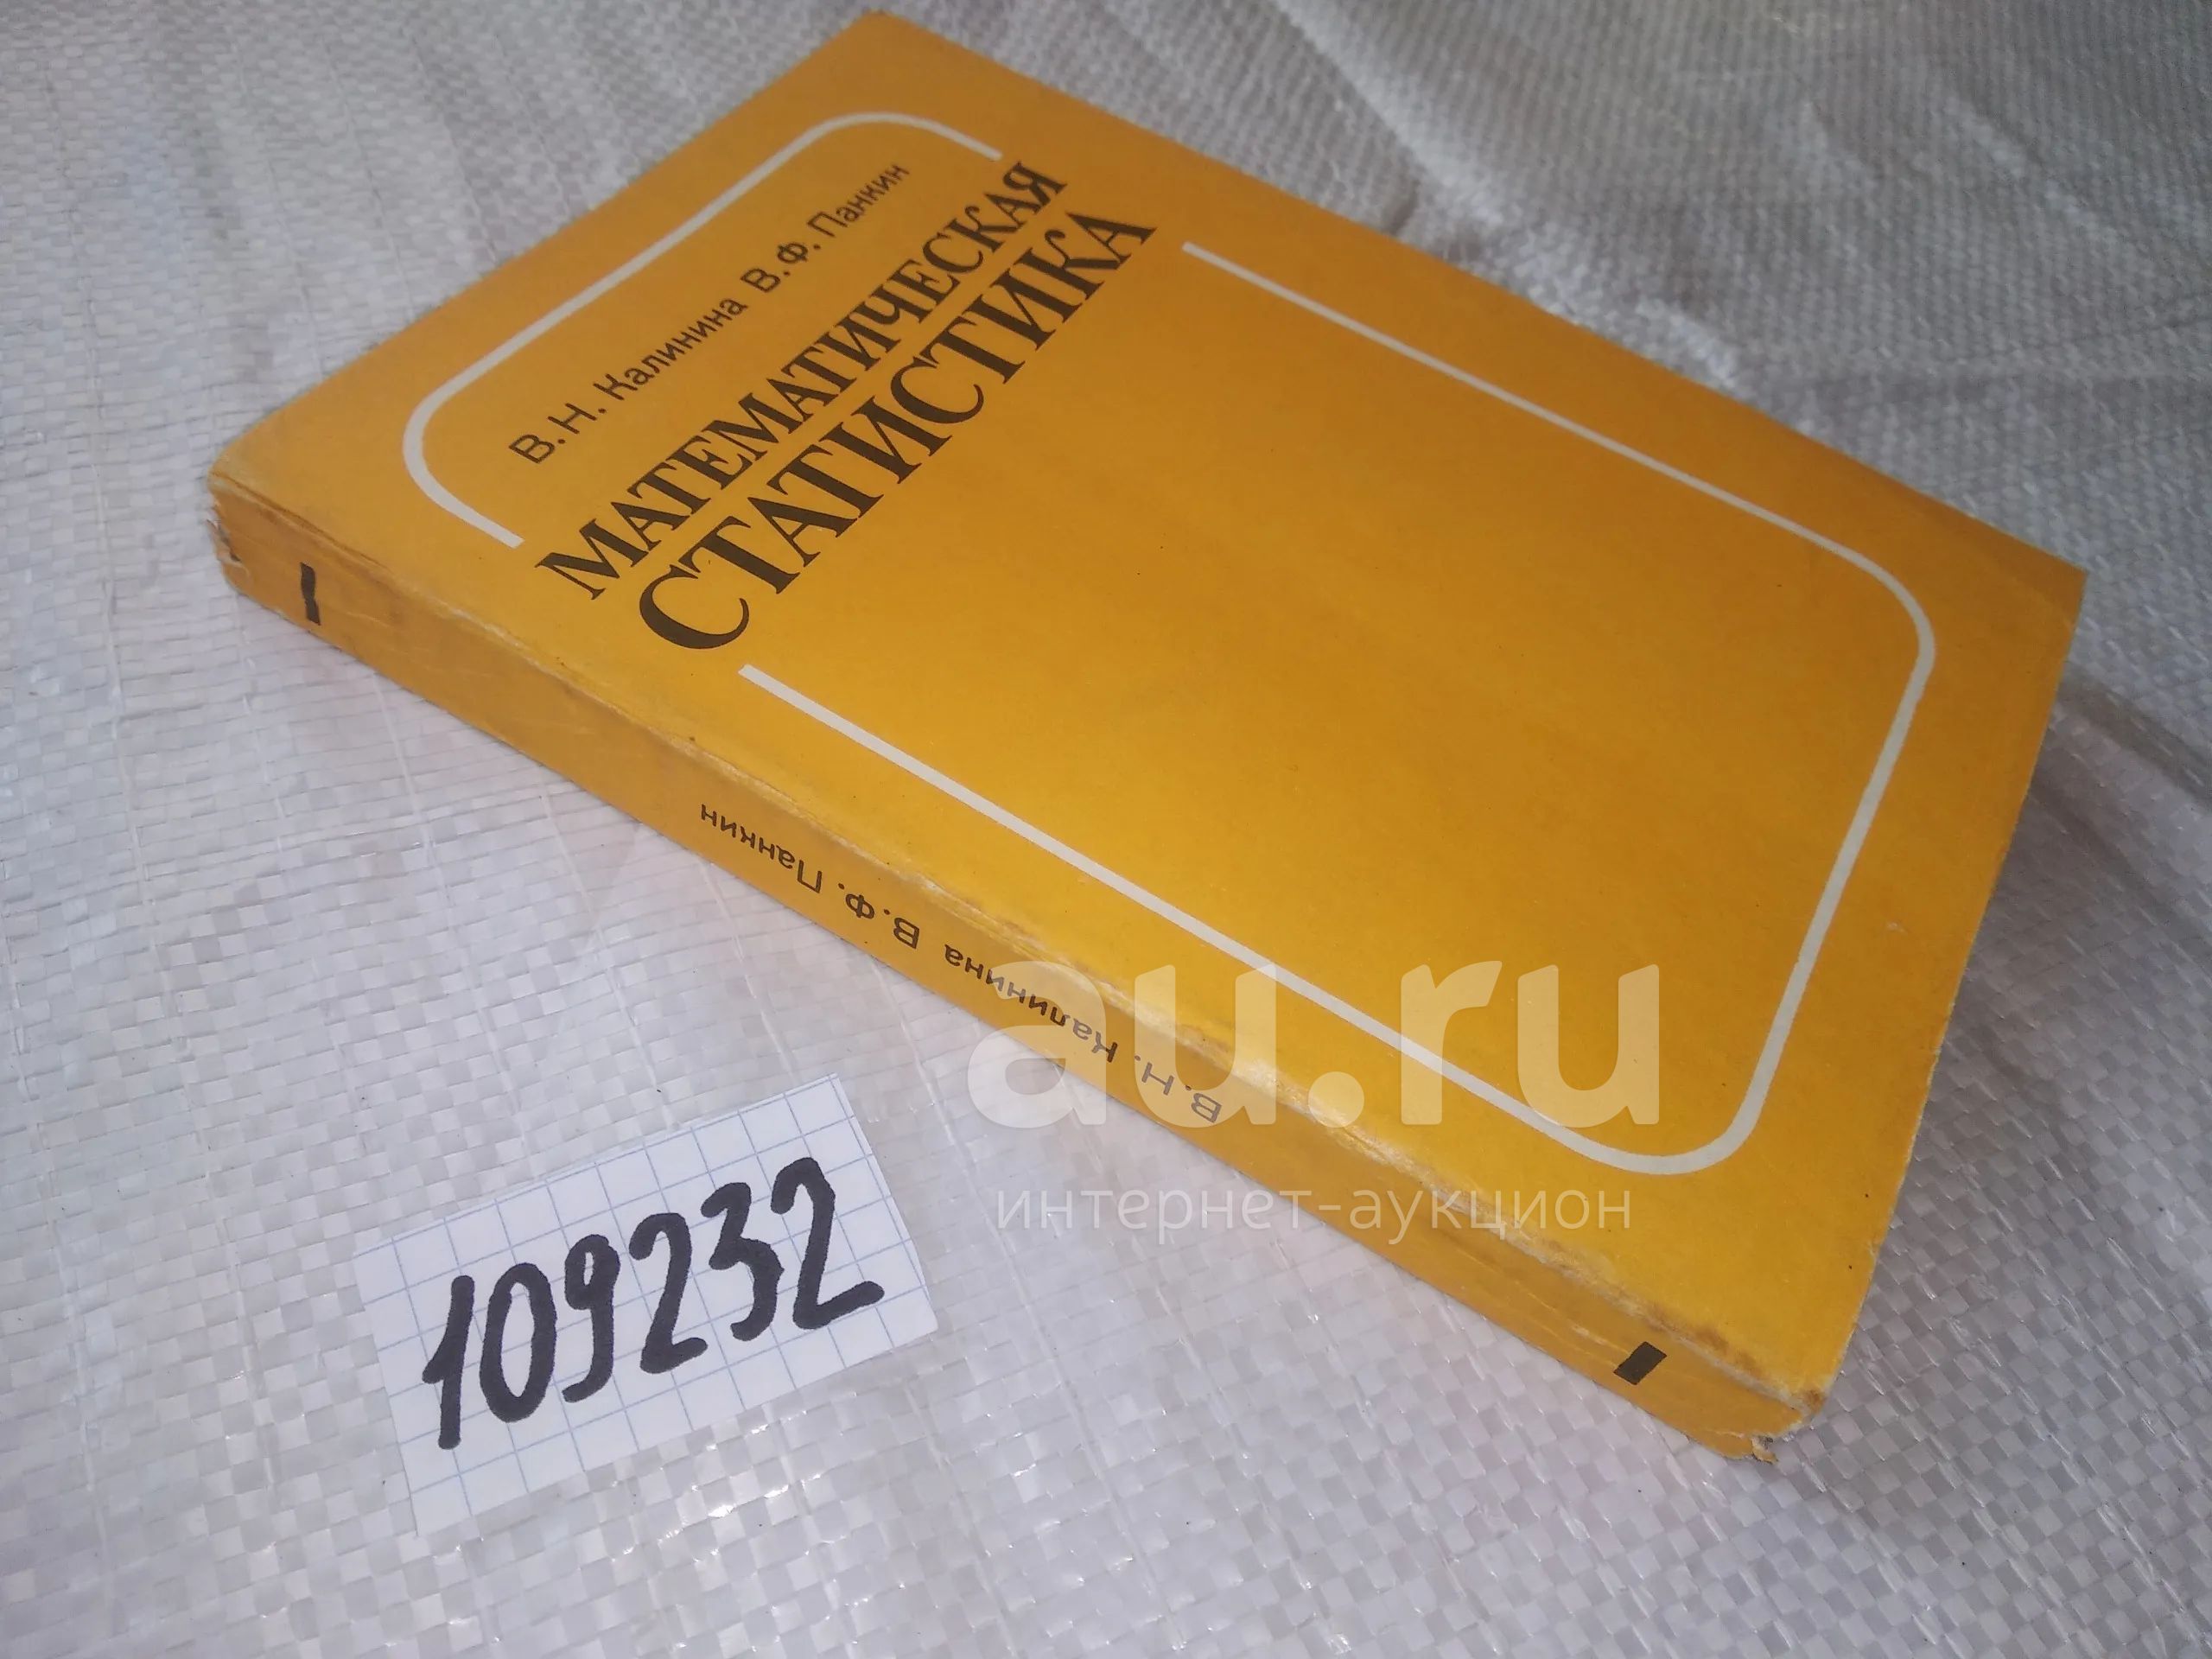 В.Н. Калинина В.Ф. Панкин
МАТЕМАТИЧЕСКАЯ
СТАТИСТИКА
В.Н. Калинина В.Ф. Панкин
au.ru
интернет-аукцион
109232